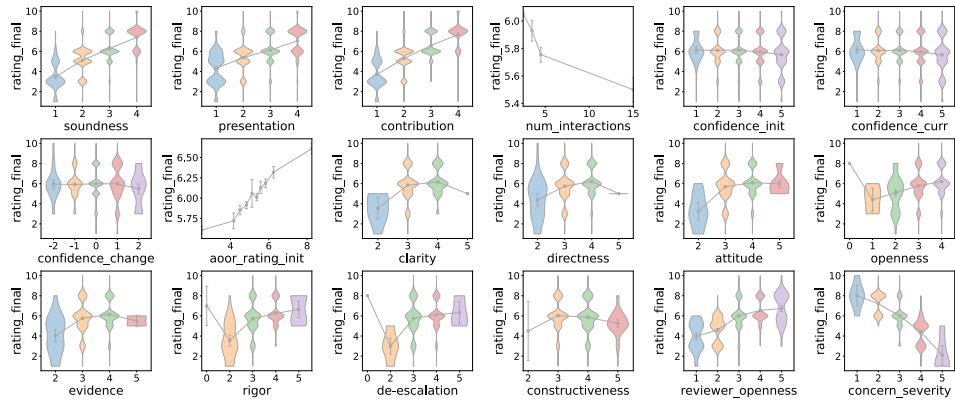 rating_final 10 8 6 4 2 1 2 3 4 soundness
rating_final 10 8 6 4 2 1 2 3 4 presentation
rating_final 10 8 6 4 2 1 2 3 4 contribution
rating_final 6.0 5.8 5.6 5.4 5 10 15 num_interactions
rating_final 10 8 6 4 2 1 2 3 4 5 confidence_init
rating_final 10 8 6 4 2 1 2 3 4 5 confidence_curr
rating_final 10 8 6 4 2 -2 -1 0 1 2 confidence_change
rating_final 6.50 6.25 6.00 5.75 4 6 8 aoor_rating_init
rating_final 10 8 6 4 2 2 3 4 5 clarity
rating_final 10 8 6 4 2 2 3 4 5 directness
rating_final 10 8 6 4 2 2 3 4 5 attitude
rating_final 10 8 6 4 2 0 1 2 3 4 openness
rating_final 10 8 6 4 2 2 3 4 5 evidence
rating_final 10 8 6 4 2 0 2 3 4 5 rigor
rating_final 10 8 6 4 2 0 2 3 4 5 de-escalation
rating_final 10 8 6 4 2 2 3 4 5 constructiveness
rating_final 10 8 6 4 2 1 2 3 4 5 reviewer_openness
rating_final 10 8 6 4 2 1 2 3 4 5 concern_severity